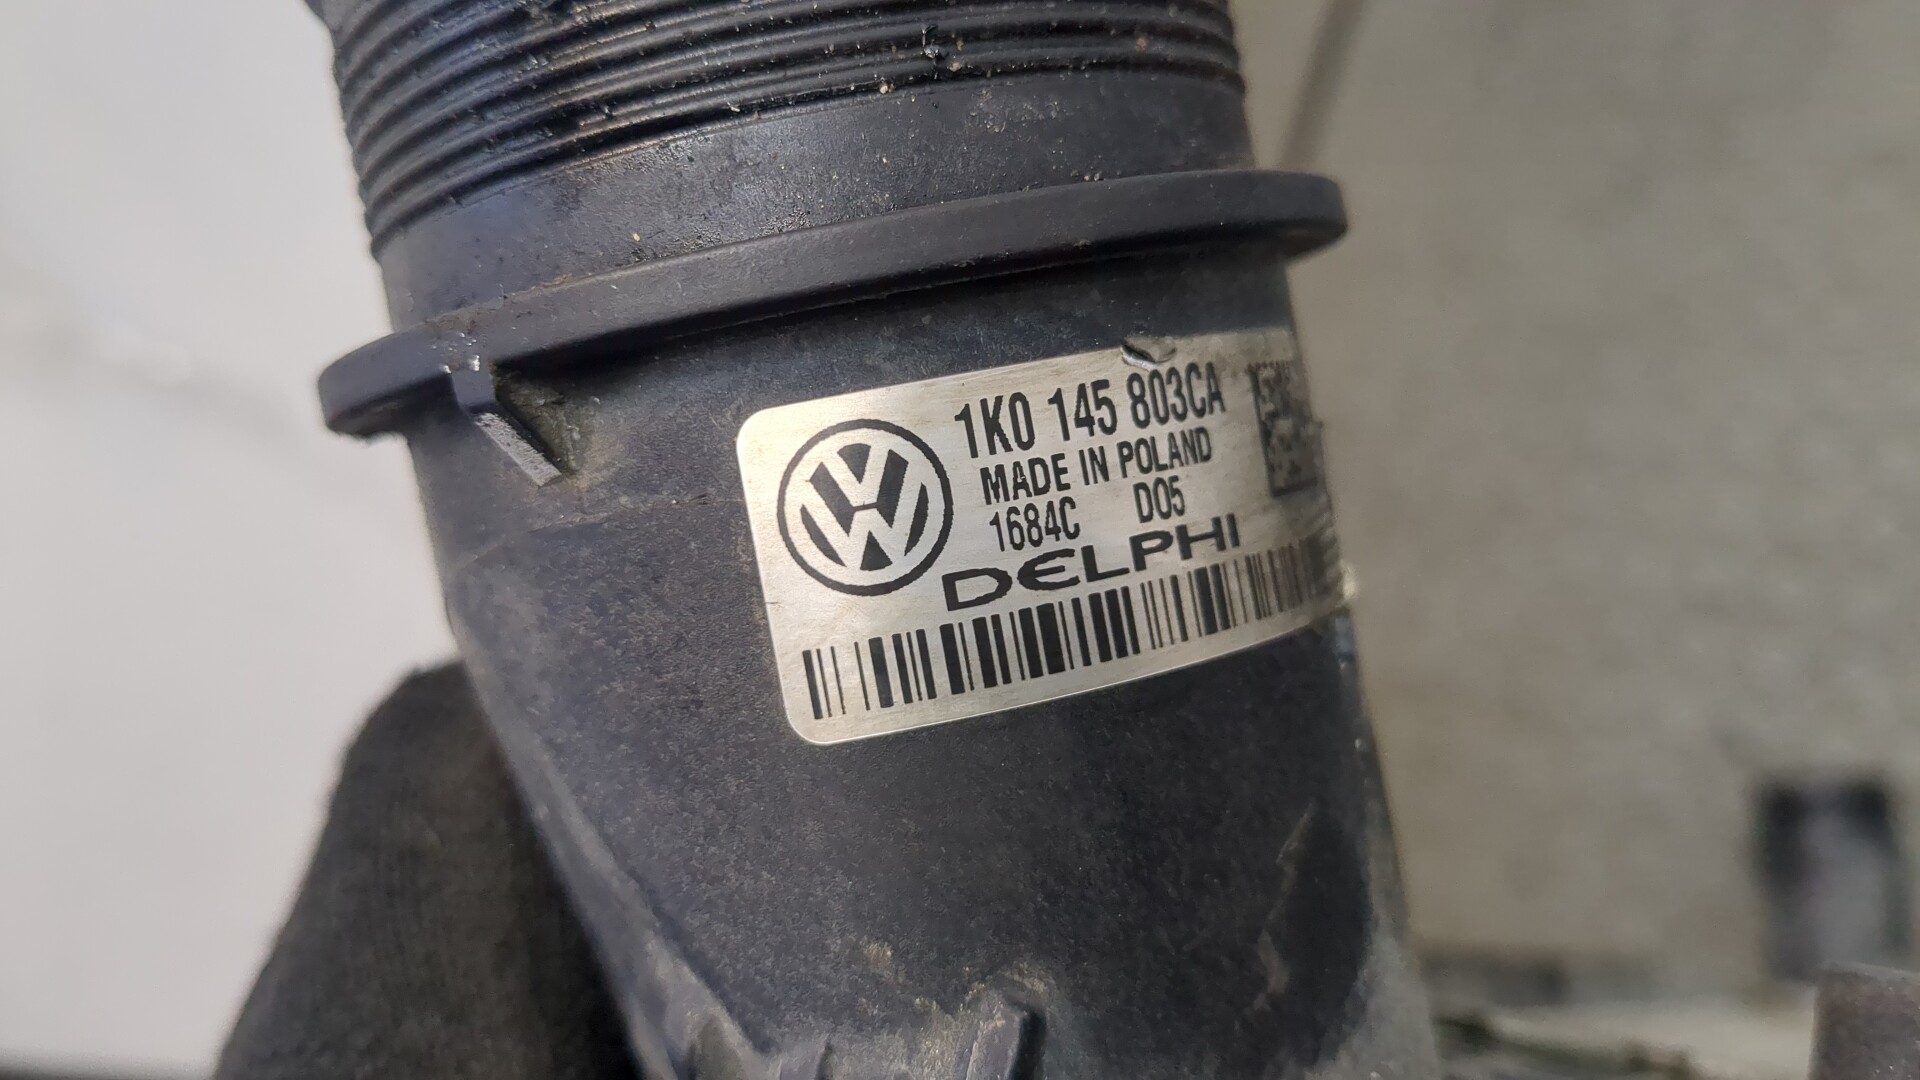 1K0 145 803CA
MADE IN POLAND
1684C D05
DELPHI